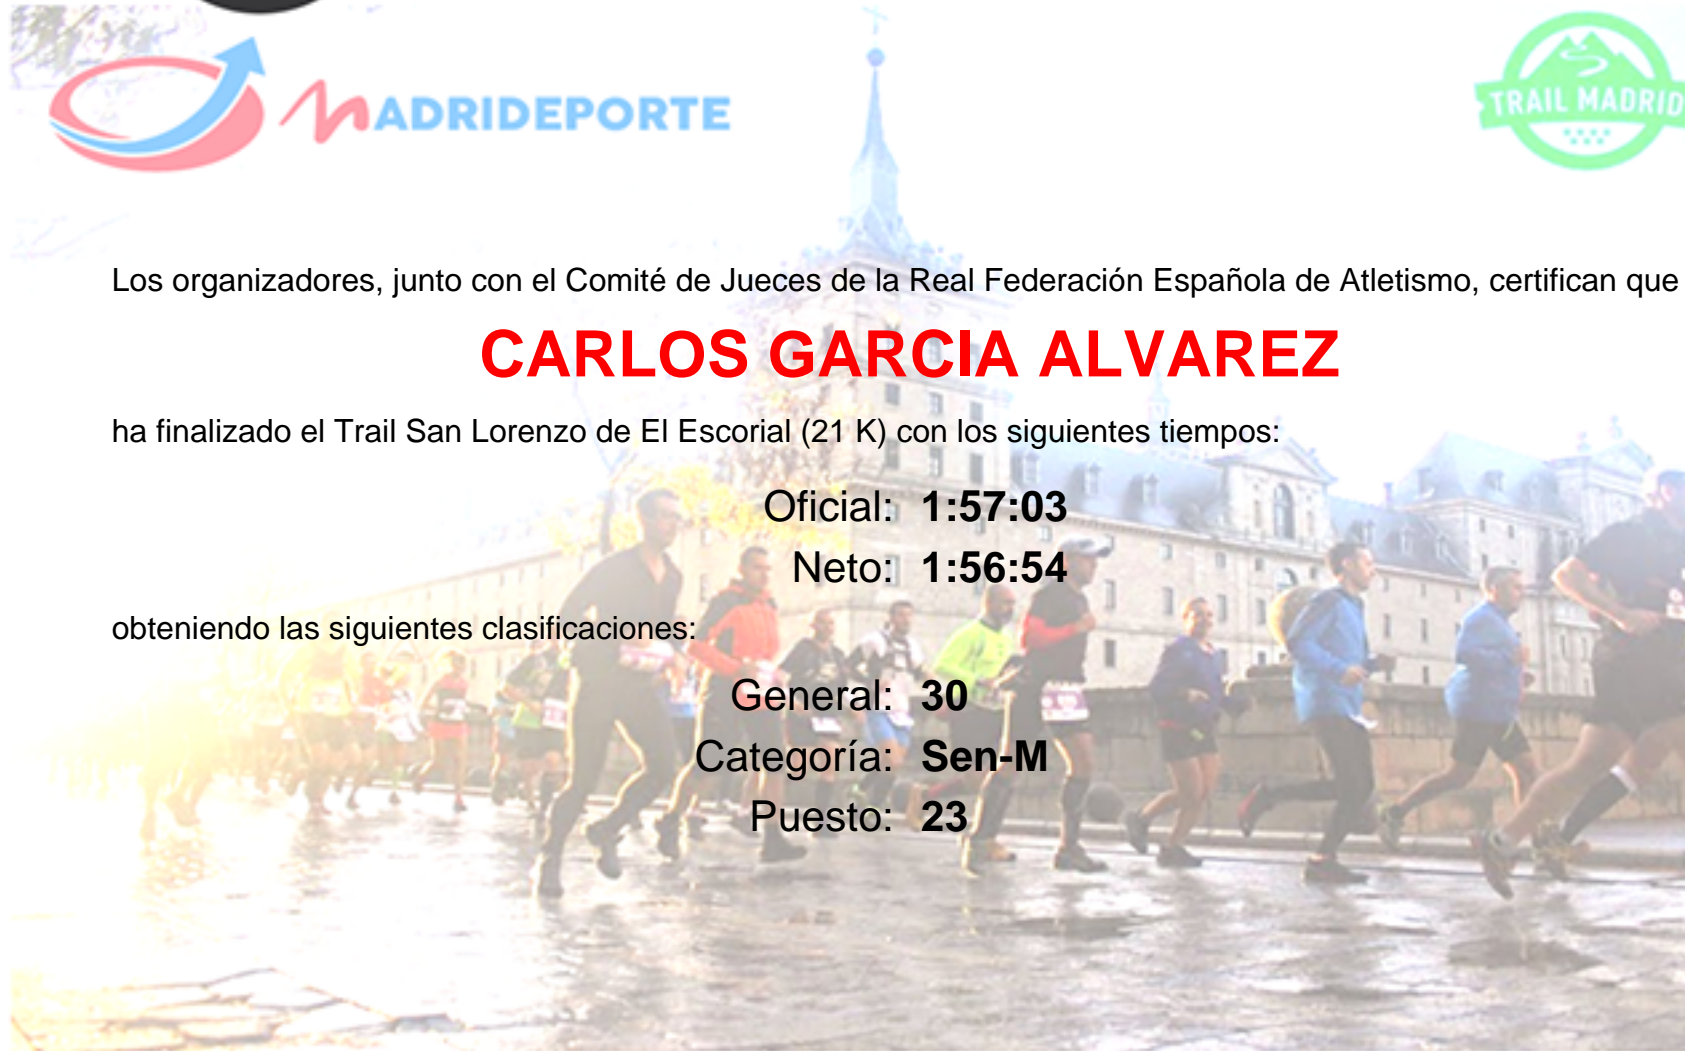 MADRIDEPORTE
TRAIL MADRID
Los organizadores, junto con el Comité de Jueces de la Real Federación Española de Atletismo, certifican que
CARLOS GARCIA ALVAREZ
ha finalizado el Trail San Lorenzo de El Escorial (21 K) con los siguientes tiempos:
Oficial: 1:57:03
Neto: 1:56:54
obteniendo las siguientes clasificaciones:
General: 30
Categoría: Sen-M
Puesto: 23